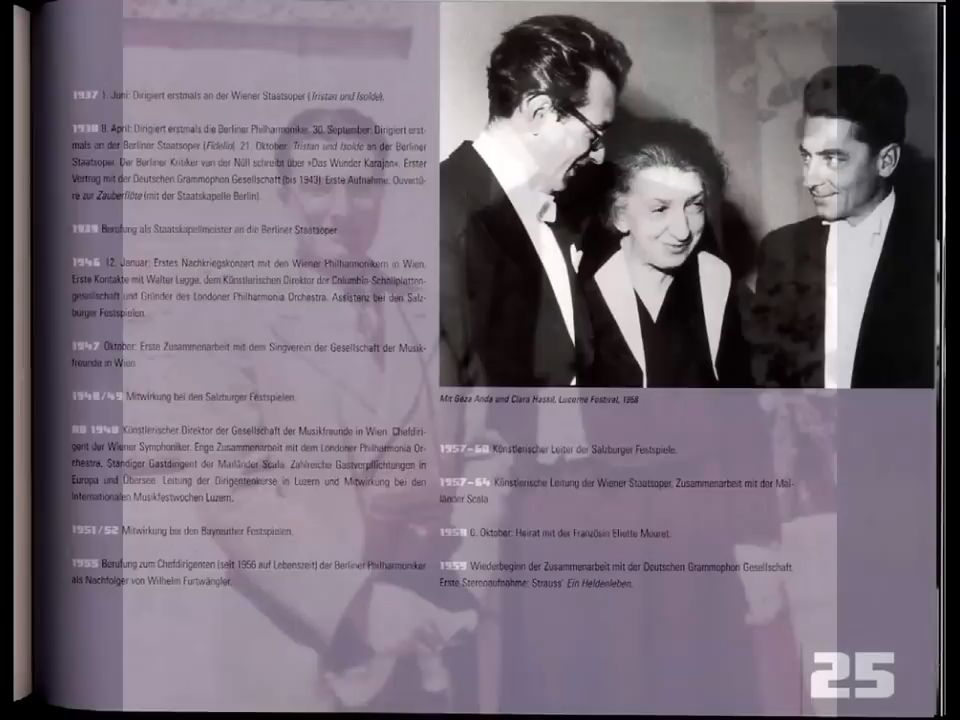 1937 1. Juni: Dirigiert erstmals an der Wiener Staatsoper (Tristan und Isolde).
1938 8. April: Dirigiert erstmals die Berliner Philharmoniker. 30. September: Dirigiert erst-
mals an der Berliner Staatsoper (Fidelio). 21. Oktober: Tristan und Isolde an der Berliner
Staatsoper. Der Berliner Kritiker van der Nüll schreibt über »Das Wunder Karajan«. Erster
Vertrag mit der Deutschen Grammophon Gesellschaft (bis 1943). Erste Aufnahme: Ouvertü-
re zur Zauberflöte (mit der Staatskapelle Berlin).
1939 Berufung als Staatskapellmeister an die Berliner Staatsoper
1946 12. Januar: Erstes Nachkriegskonzert mit den Wiener Philharmonikern in Wien.
Erste Kontakte mit Walter Legge, dem Künstlerischen Direktor der Columbia-Schallplatten-
gesellschaft und Gründer des Londoner Philharmonia Orchestra. Assistenz bei den Salz-
burger Festspielen.
1947 Oktober: Erste Zusammenarbeit mit dem Singverein der Gesellschaft der Musik-
freunde in Wien
1948/49 Mitwirkung bei den Salzburger Festspielen.
AB 1948 Künstlerischer Direktor der Gesellschaft der Musikfreunde in Wien. Chefdiri-
gent der Wiener Symphoniker. Enge Zusammenarbeit mit dem Londoner Philharmonia Or-
chestra. Ständiger Gastdirigent der Mailänder Scala. Zahlreiche Gastverpflichtungen in
Europa und Übersee. Leitung der Dirigentenkurse in Luzern und Mitwirkung bei den
Internationalen Musikfestwochen Luzern.
1951/52 Mitwirkung bei den Bayreuther Festspielen.
1955 Berufung zum Chefdirigenten (seit 1956 auf Lebenszeit) der Berliner Philharmoniker
als Nachfolger von Wilhelm Furtwängler.
Mit Géza Anda und Clara Haskil, Lucerne Festival, 1956
1957–60 Künstlerischer Leiter der Salzburger Festspiele.
1957–64 Künstlerische Leitung der Wiener Staatsoper, Zusammenarbeit mit der Mai-
länder Scala
1958 6. Oktober: Heirat mit der Französin Eliette Mouret.
1959 Wiederbeginn der Zusammenarbeit mit der Deutschen Grammophon Gesellschaft.
Erste Stereoaufnahme: Strauss' Ein Heldenleben.
25